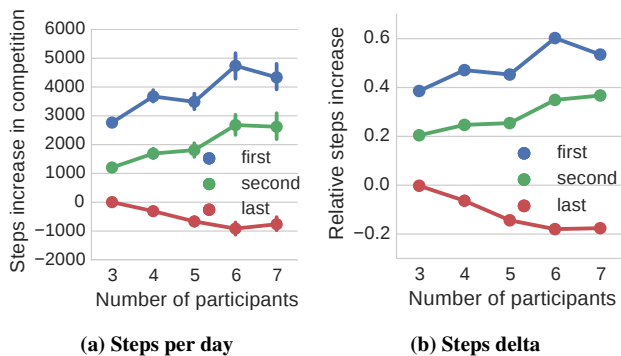 Steps increase in competition
6000
5000
4000
3000
2000
1000
0
−1000
−2000
first
second
last
3 4 5 6 7
Number of participants
(a) Steps per day
Relative steps increase
0.6
0.4
0.2
0.0
−0.2
first
second
last
3 4 5 6 7
Number of participants
(b) Steps delta